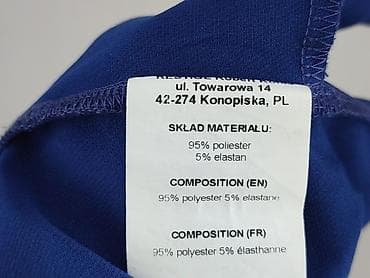 ul. Towarowa 14
42-274 Konopiska, PL
SKŁAD MATERIAŁU:
95% poliester
5% elastan
COMPOSITION (EN)
95% polyester 5% elastane
COMPOSITION (FR)
95% polyester 5% élasthanne